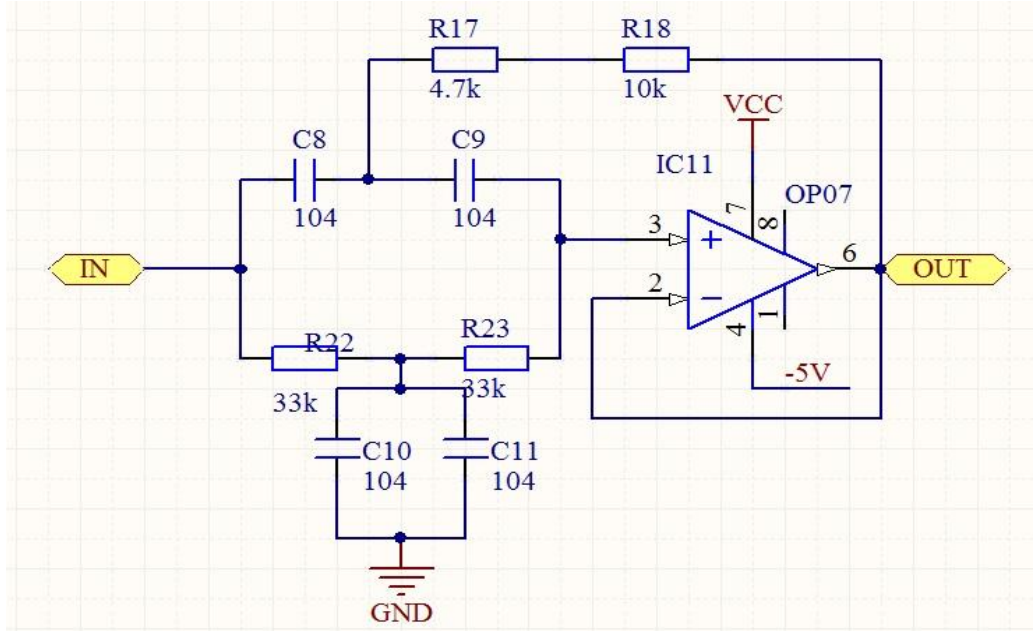 R17
R18
4.7k
10k
VCC
C8
C9
IC11
OP07
104
104
7
8
3
+
6
IN
OUT
2
−
4
1
R22
R23
-5V
33k
33k
C10
C11
104
104
GND